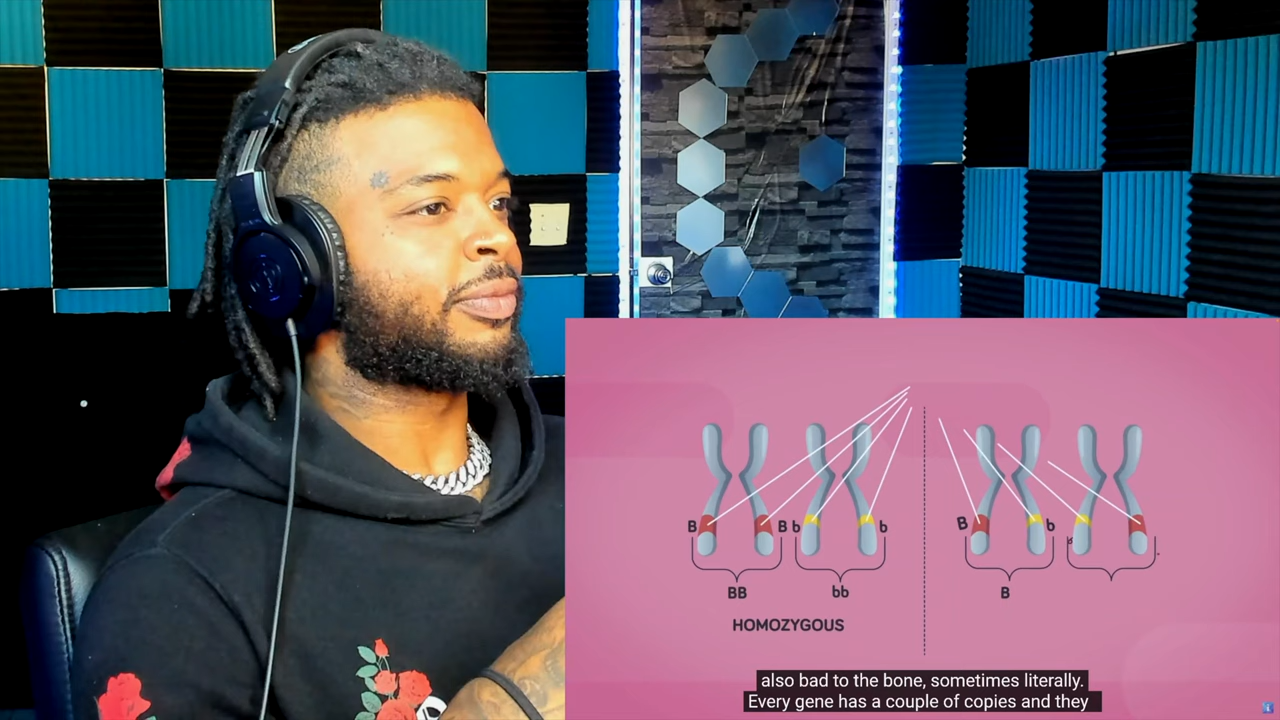 B B b b B b b
BB bb B
HOMOZYGOUS
also bad to the bone, sometimes literally.
Every gene has a couple of copies and they